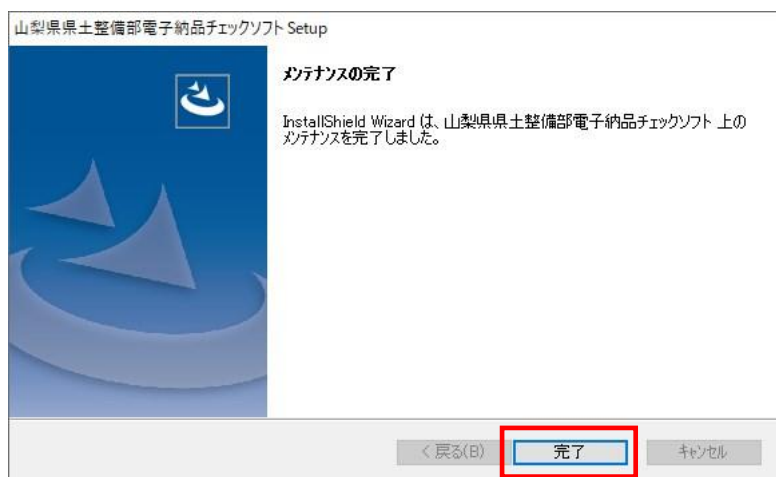 山梨県県土整備部電子納品チェックソフト Setup
メンテナンスの完了
InstallShield Wizard は、山梨県県土整備部電子納品チェックソフト 上の
メンテナンスを完了しました。
< 戻る(B)
完了
キャンセル